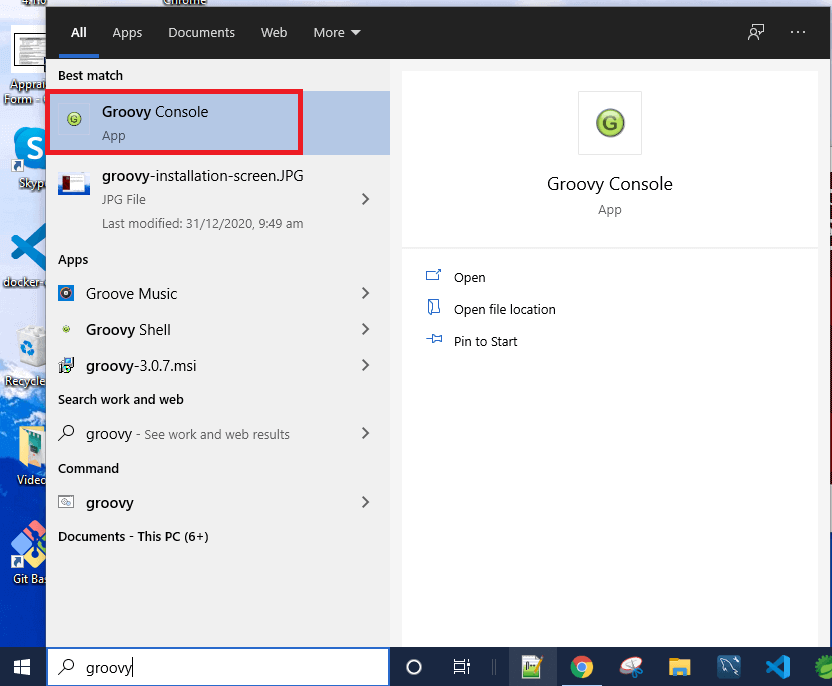 Chrome
All Apps Documents Web More
Best match
Groovy Console
App
groovy-installation-screen.JPG
JPG File
Last modified: 31/12/2020, 9:49 am
Apps
Groove Music
Groovy Shell
groovy-3.0.7.msi
Search work and web
groovy - See work and web results
Command
groovy
Documents - This PC (6+)
G
Groovy Console
App
Open
Open file location
Pin to Start
Apprai
Form -
S
Skype
docker-
Recycle
Video
Git Bas
groovy